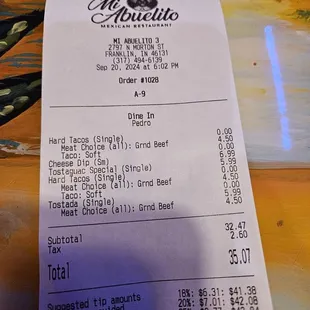 Mi
Abuelito
MEXICAN RESTAURANT
MI ABUELITO 3
2797 N MORTON ST
FRANKLIN, IN 46131
(317) 494-6139
Sep 20, 2024 at 6:02 PM
Order #1028
A-9
Dine In
Pedro
0.00
Hard Tacos (Single) 4.50
Meat Choice (all): Grnd Beef 0.00
Taco: Soft 6.99
Cheese Dip (Sm) 5.99
Tostaguac Special (Single) 0.00
Hard Tacos (Single) 4.50
Meat Choice (all): Grnd Beef 0.00
Taco: Soft 5.99
Tostada (Single) 4.50
Meat Choice (all): Grnd Beef
Subtotal 32.47
Tax 2.60
Total 35.07
Suggested tip amounts 18%: $6.31: $41.38
20%: $7.01: $42.08